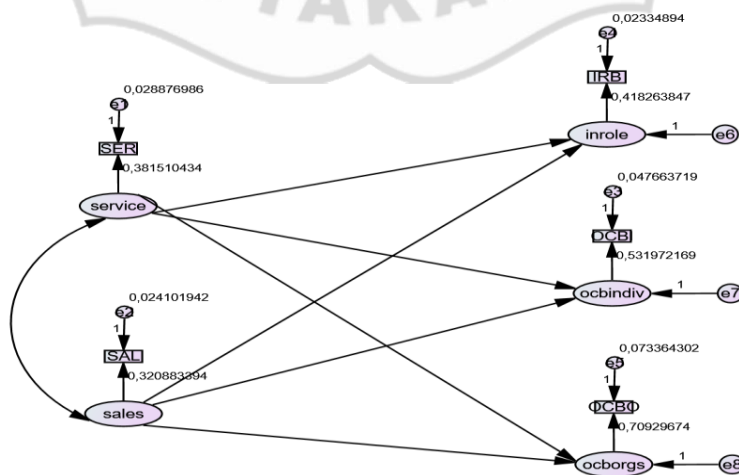 TAKA
0,02334894
e4
1
IRB
0,418263847
inrole
1
e6
0,028876986
e1
1
SER
0,381510434
service
0,047663719
e3
1
OCBI
0,531972169
ocbindiv
1
e7
0,024101942
e2
1
SAL
0,320883394
sales
0,073364302
e5
1
OCBO
0,70929674
ocborgs
1
e8